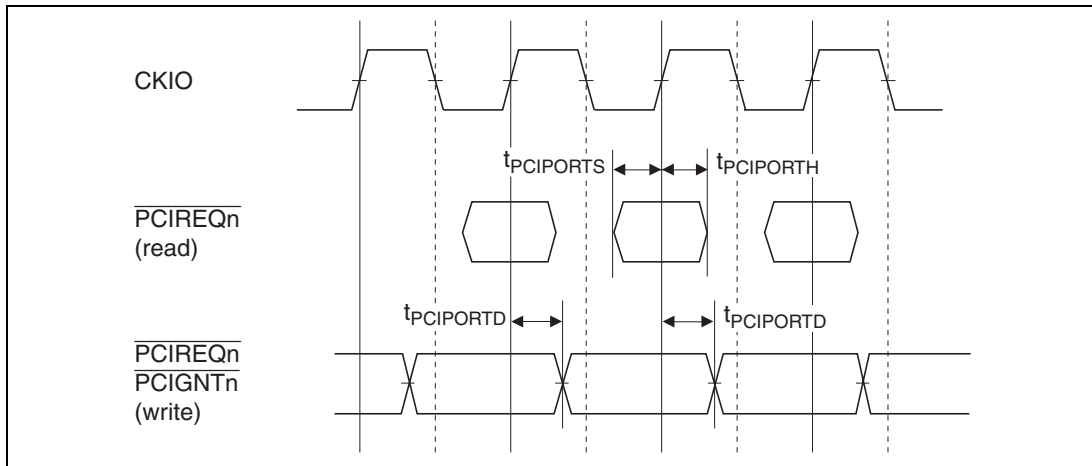 CKIO
tPCIPORTS
tPCIPORTH
PCIREQn
(read)
tPCIPORTD
tPCIPORTD
PCIREQn
PCIGNTn
(write)